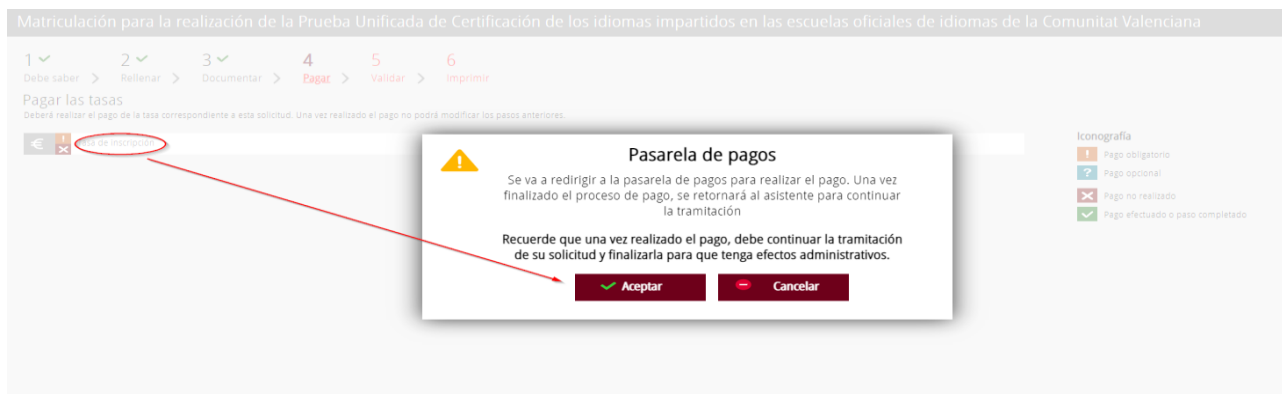 Matriculación para la realización de la Prueba Unificada de Certificación de los idiomas impartidos en las escuelas oficiales de idiomas de la Comunitat Valenciana
1 2 3 4 5 6
Debe saber > Rellenar > Documentar > Pagar > Validar > Imprimir
Pagar las tasas
Deberá realizar el pago de la tasa correspondiente a esta solicitud. Una vez realizado el pago no podrá modificar los pasos anteriores.
€ ! Tasa de inscripción
Pasarela de pagos
Se va a redirigir a la pasarela de pagos para realizar el pago. Una vez
finalizado el proceso de pago, se retornará al asistente para continuar
la tramitación
Recuerde que una vez realizado el pago, debe continuar la tramitación
de su solicitud y finalizarla para que tenga efectos administrativos.
Aceptar
Cancelar
Iconografía
! Pago obligatorio
? Pago opcional
Pago no realizado
Pago efectuado o paso completado